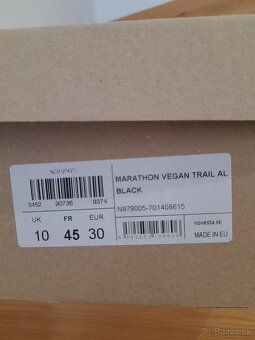 3452 90736 9374
UK FR EUR
10 45 30
MARATHON VEGAN TRAIL AL
BLACK
N979005-701408615
novesta.sk
MADE IN EU
bazos.sk